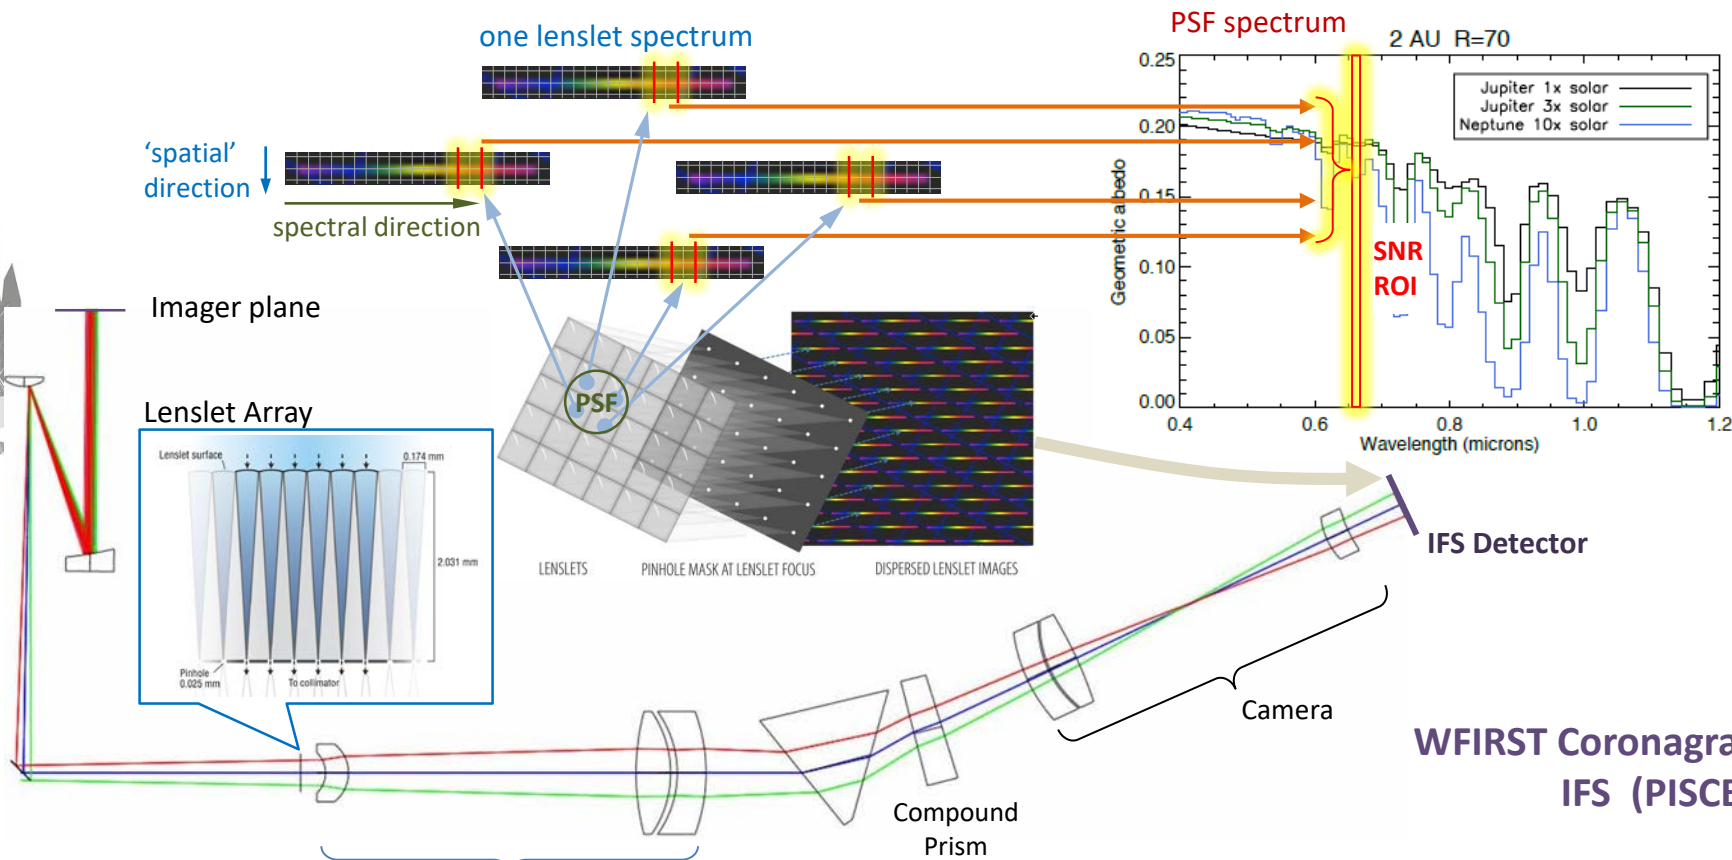 PSF spectrum
2 AU R=70
one lenslet spectrum
0.25
0.20
0.15
0.10
0.05
0.00
Geometric albedo
Jupiter 1x solar
Jupiter 3x solar
Neptune 10x solar
‘spatial’
direction
spectral direction
SNR
ROI
0.4
0.6
0.8
1.0
1.2
Wavelength (microns)
Imager plane
PSF
Lenslet Array
Lenslet surface
0.174 mm
2.031 mm
Pinhole
0.025 mm
To collimator
LENSLETS
PINHOLE MASK AT LENSLET FOCUS
DISPERSED LENSLET IMAGES
IFS Detector
Camera
Compound
Prism
WFIRST Coronagra
IFS (PISCE